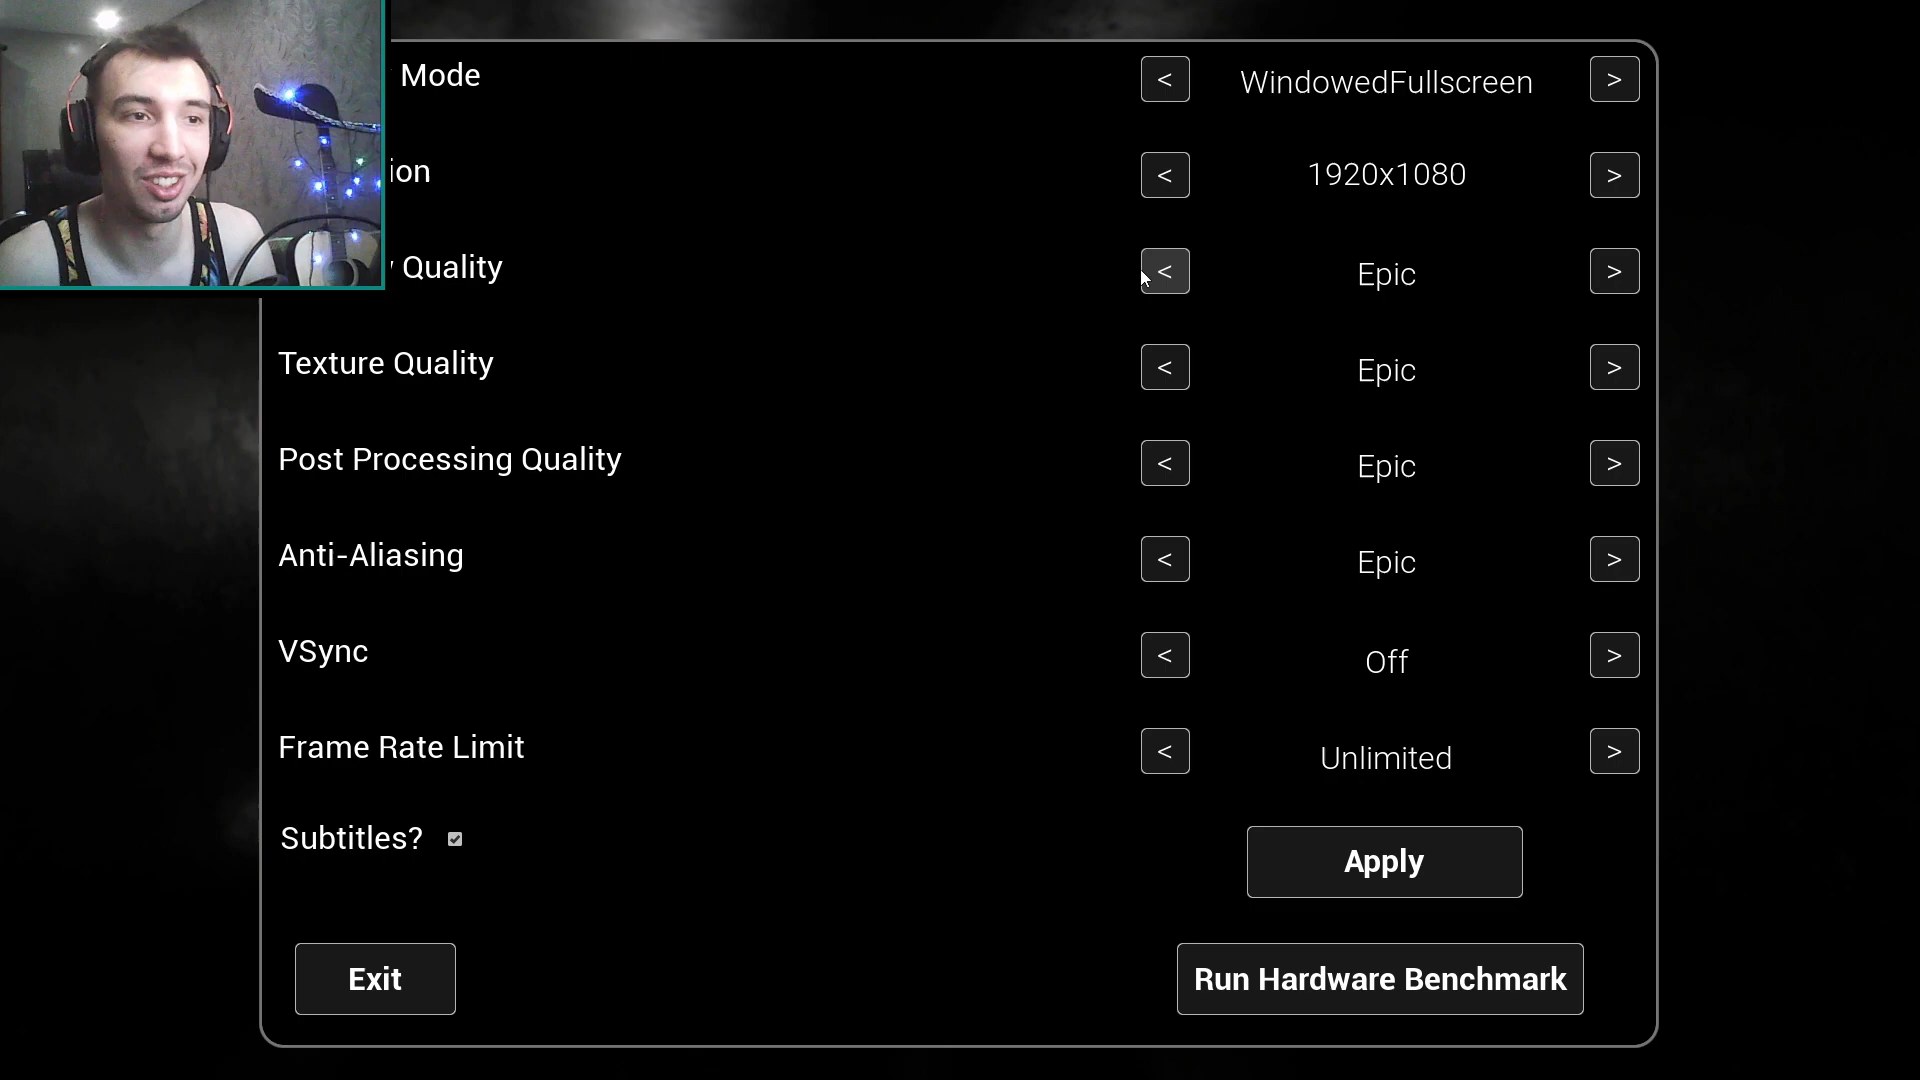 Mode
< WindowedFullscreen >
ion
< 1920x1080 >
Quality
< Epic >
Texture Quality
< Epic >
Post Processing Quality
< Epic >
Anti-Aliasing
< Epic >
VSync
< Off >
Frame Rate Limit
< Unlimited >
Subtitles?
Apply
Exit
Run Hardware Benchmark